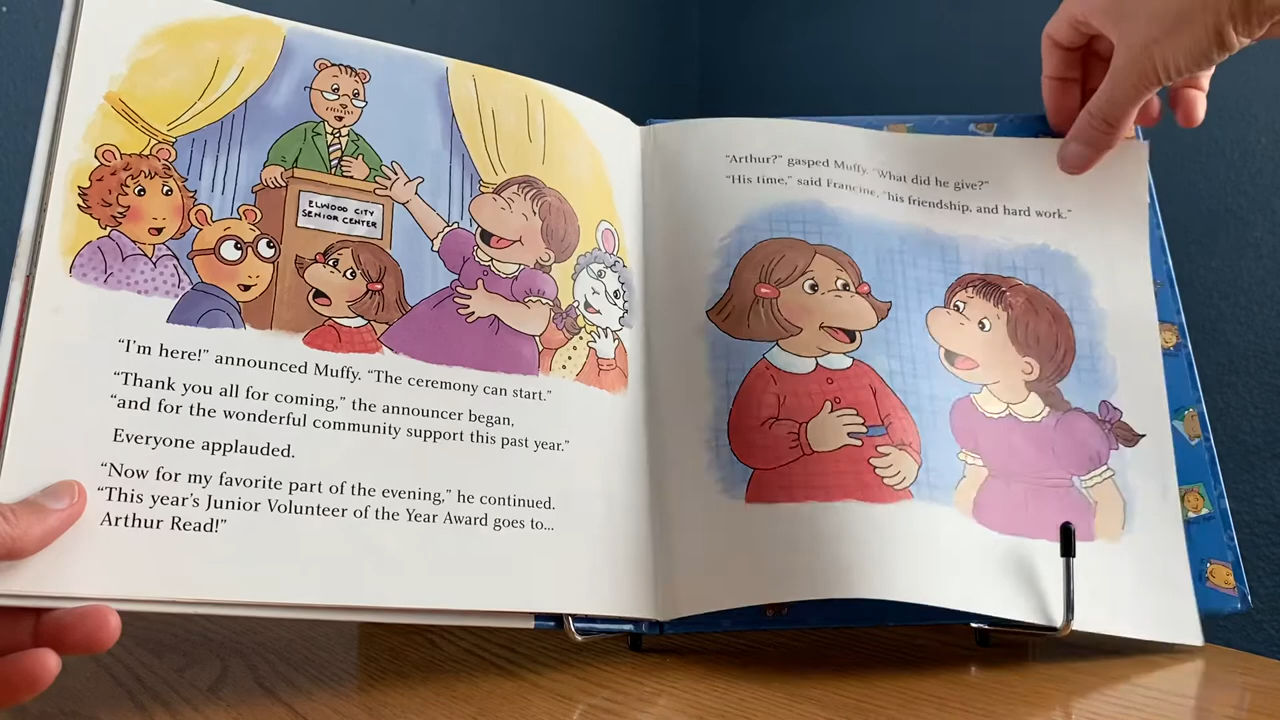 ELWOOD CITY
SENIOR CENTER
“I’m here!” announced Muffy. “The ceremony can start.”
“Thank you all for coming,” the announcer began,
“and for the wonderful community support this past year.”
Everyone applauded.
“Now for my favorite part of the evening,” he continued.
“This year’s Junior Volunteer of the Year Award goes to...
Arthur Read!”
“Arthur?” gasped Muffy. “What did he give?”
“His time,” said Francine, “his friendship, and hard work.”